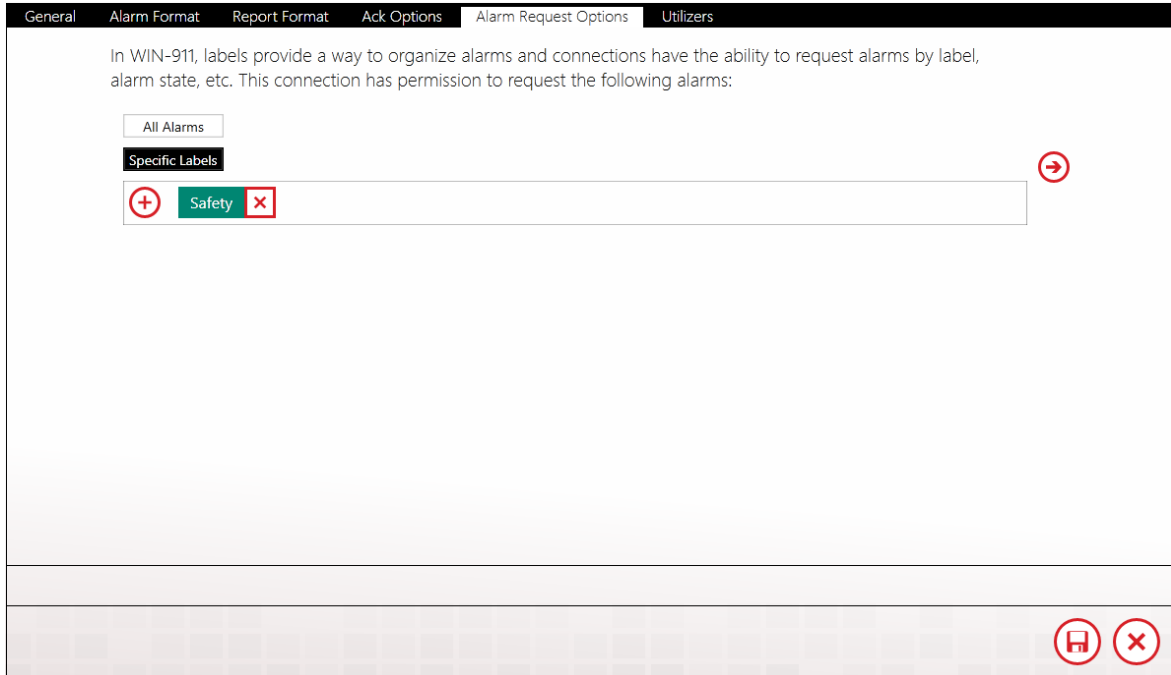 General Alarm Format Report Format Ack Options Alarm Request Options Utilizers
In WIN-911, labels provide a way to organize alarms and connections have the ability to request alarms by label,
alarm state, etc. This connection has permission to request the following alarms:
All Alarms
Specific Labels
Safety